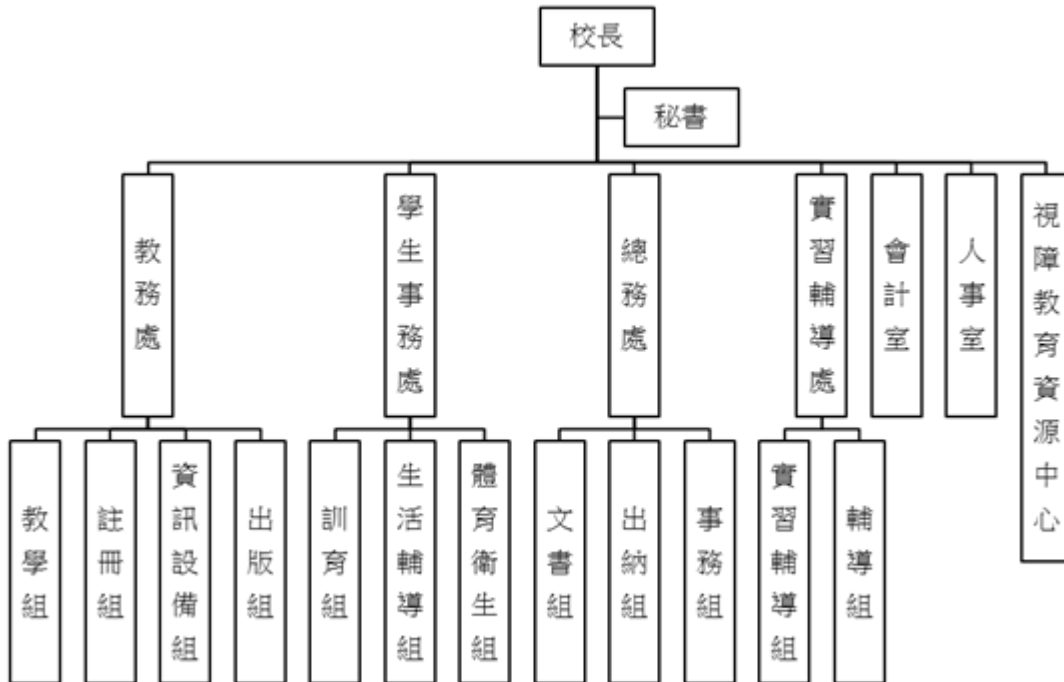 校長
秘書
教務處
學生事務處
總務處
實習輔導處
會計室
人事室
視障教育資源中心
教學組
註冊組
資訊設備組
出版組
訓育組
生活輔導組
體育衛生組
文書組
出納組
事務組
實習輔導組
輔導組